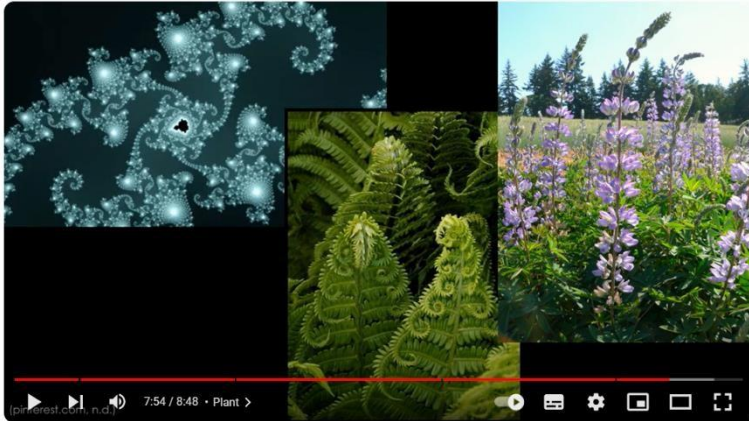 7:54 / 8:48 • Plant >
(pinterest.com, n.d.)